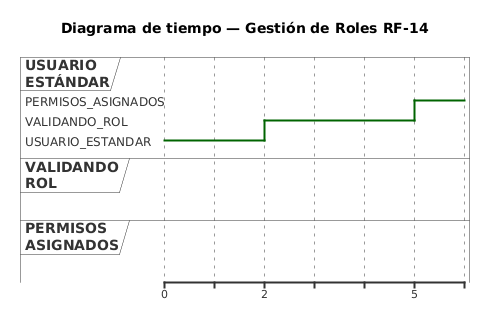 Diagrama de tiempo — Gestión de Roles RF-14
USUARIO
ESTÁNDAR
PERMISOS_ASIGNADOS
VALIDANDO_ROL
USUARIO_ESTANDAR
VALIDANDO
ROL
PERMISOS
ASIGNADOS
0 2 5